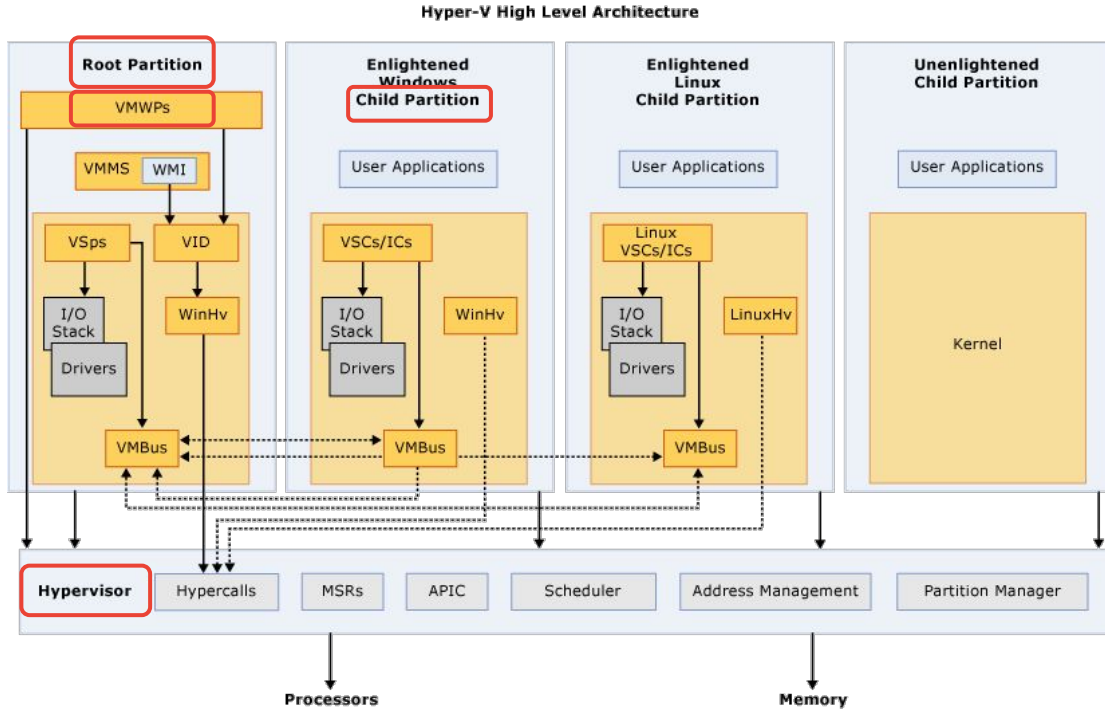 Hyper-V High Level Architecture
Root Partition
VMWPs
VMMS
WMI
VSps
VID
I/O
Stack
Drivers
WinHv
VMBus
Enlightened
Windows
Child Partition
User Applications
VSCs/ICs
I/O
Stack
Drivers
WinHv
VMBus
Enlightened
Linux
Child Partition
User Applications
Linux
VSCs/ICs
I/O
Stack
Drivers
LinuxHv
VMBus
Unenlightened
Child Partition
User Applications
Kernel
Hypervisor
Hypercalls
MSRs
APIC
Scheduler
Address Management
Partition Manager
Processors
Memory